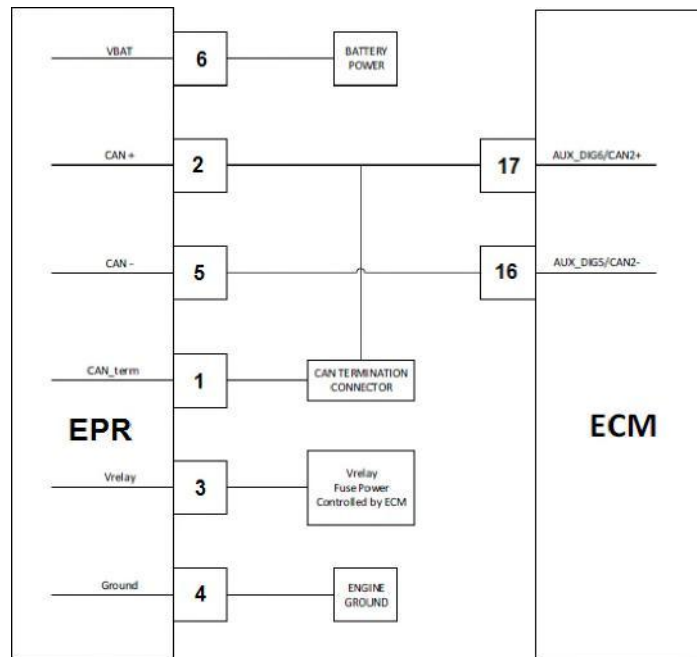 VBAT
6
BATTERY
POWER
CAN +
2
17
AUX_DIG6/CAN2+
CAN -
5
16
AUX_DIG5/CAN2-
CAN_term
1
CAN TERMINATION
CONNECTOR
EPR
ECM
Vrelay
3
Vrelay
Fuse Power
Controlled by ECM
Ground
4
ENGINE
GROUND